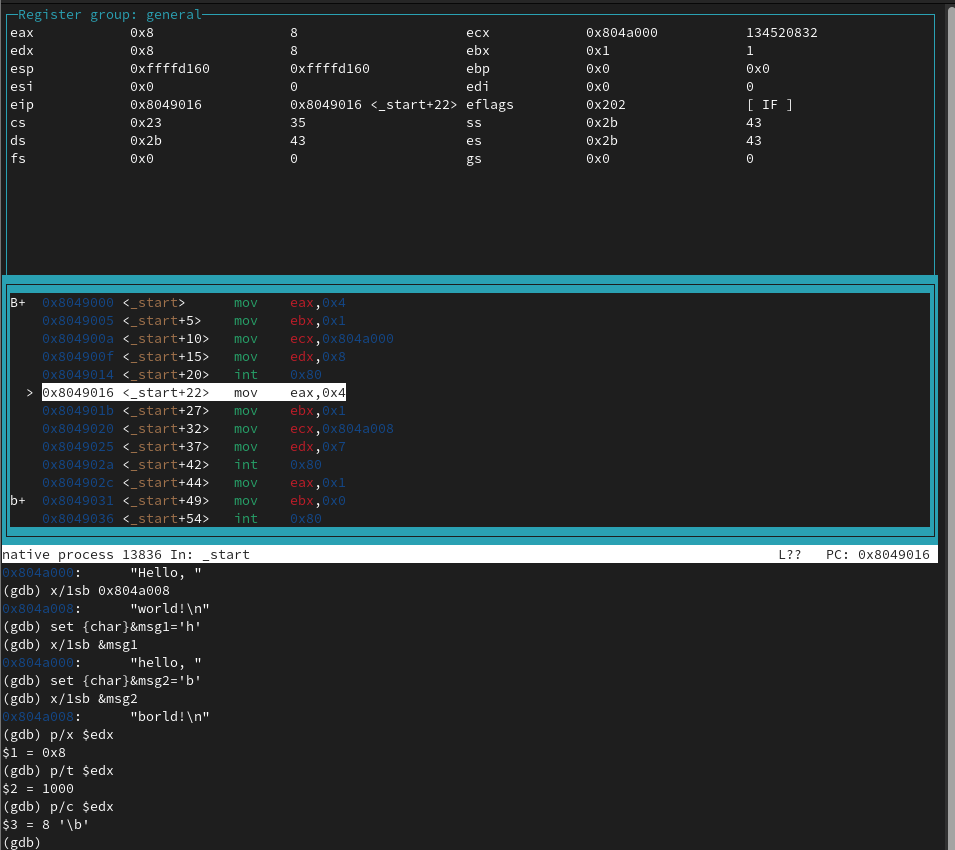 Register group: general
eax 0x8 8 ecx 0x804a000 134520832
edx 0x8 8 ebx 0x1 1
esp 0xffffd160 0xffffd160 ebp 0x0 0x0
esi 0x0 0 edi 0x0 0
eip 0x8049016 0x8049016 <_start+22> eflags 0x202 [ IF ]
cs 0x23 35 ss 0x2b 43
ds 0x2b 43 es 0x2b 43
fs 0x0 0 gs 0x0 0
B+ 0x8049000 <_start> mov eax,0x4
0x8049005 <_start+5> mov ebx,0x1
0x804900a <_start+10> mov ecx,0x804a000
0x804900f <_start+15> mov edx,0x8
0x8049014 <_start+20> int 0x80
> 0x8049016 <_start+22> mov eax,0x4
0x804901b <_start+27> mov ebx,0x1
0x8049020 <_start+32> mov ecx,0x804a008
0x8049025 <_start+37> mov edx,0x7
0x804902a <_start+42> int 0x80
0x804902c <_start+44> mov eax,0x1
b+ 0x8049031 <_start+49> mov ebx,0x0
0x8049036 <_start+54> int 0x80
native process 13836 In: _start L?? PC: 0x8049016
0x804a000: "Hello, "
(gdb) x/1sb 0x804a008
0x804a008: "world!\n"
(gdb) set {char}&msg1='h'
(gdb) x/1sb &msg1
0x804a000: "hello, "
(gdb) set {char}&msg2='b'
(gdb) x/1sb &msg2
0x804a008: "borld!\n"
(gdb) p/x $edx
$1 = 0x8
(gdb) p/t $edx
$2 = 1000
(gdb) p/c $edx
$3 = 8 '\b'
(gdb)